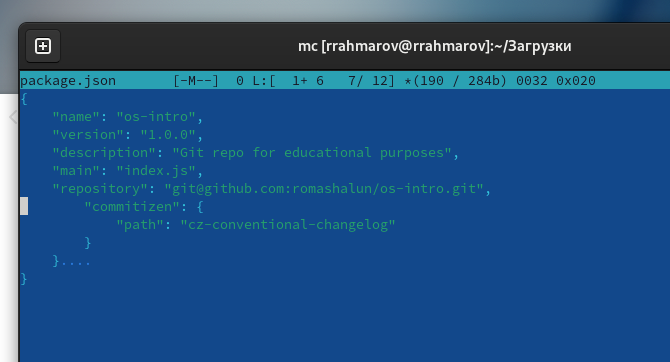 mc [rrahmarov@rrahmarov]:~/Загрузки
package.json       [-M--]  0 L:[  1+ 6   7/ 12] *(190 / 284b) 0032 0x020
{
    "name": "os-intro",
    "version": "1.0.0",
    "description": "Git repo for educational purposes",
    "main": "index.js",
    "repository": "git@github.com:romashalun/os-intro.git",
        "commitizen": {
            "path": "cz-conventional-changelog"
        }
    }....
}